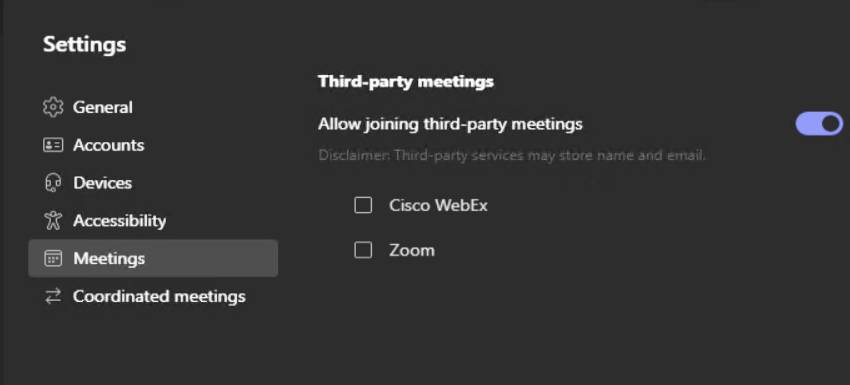 Settings
General
Accounts
Devices
Accessibility
Meetings
Coordinated meetings
Third-party meetings
Allow joining third-party meetings
Disclaimer: Third-party services may store name and email.
Cisco WebEx
Zoom